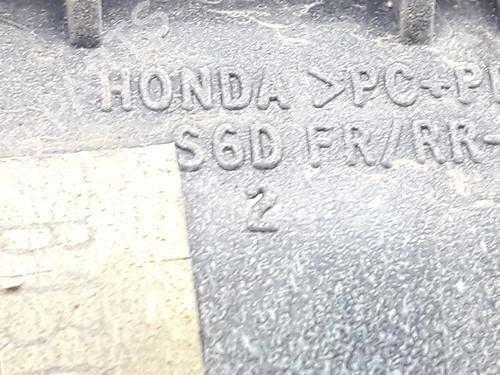 HONDA >PC+P
S6D FR/RR-
2